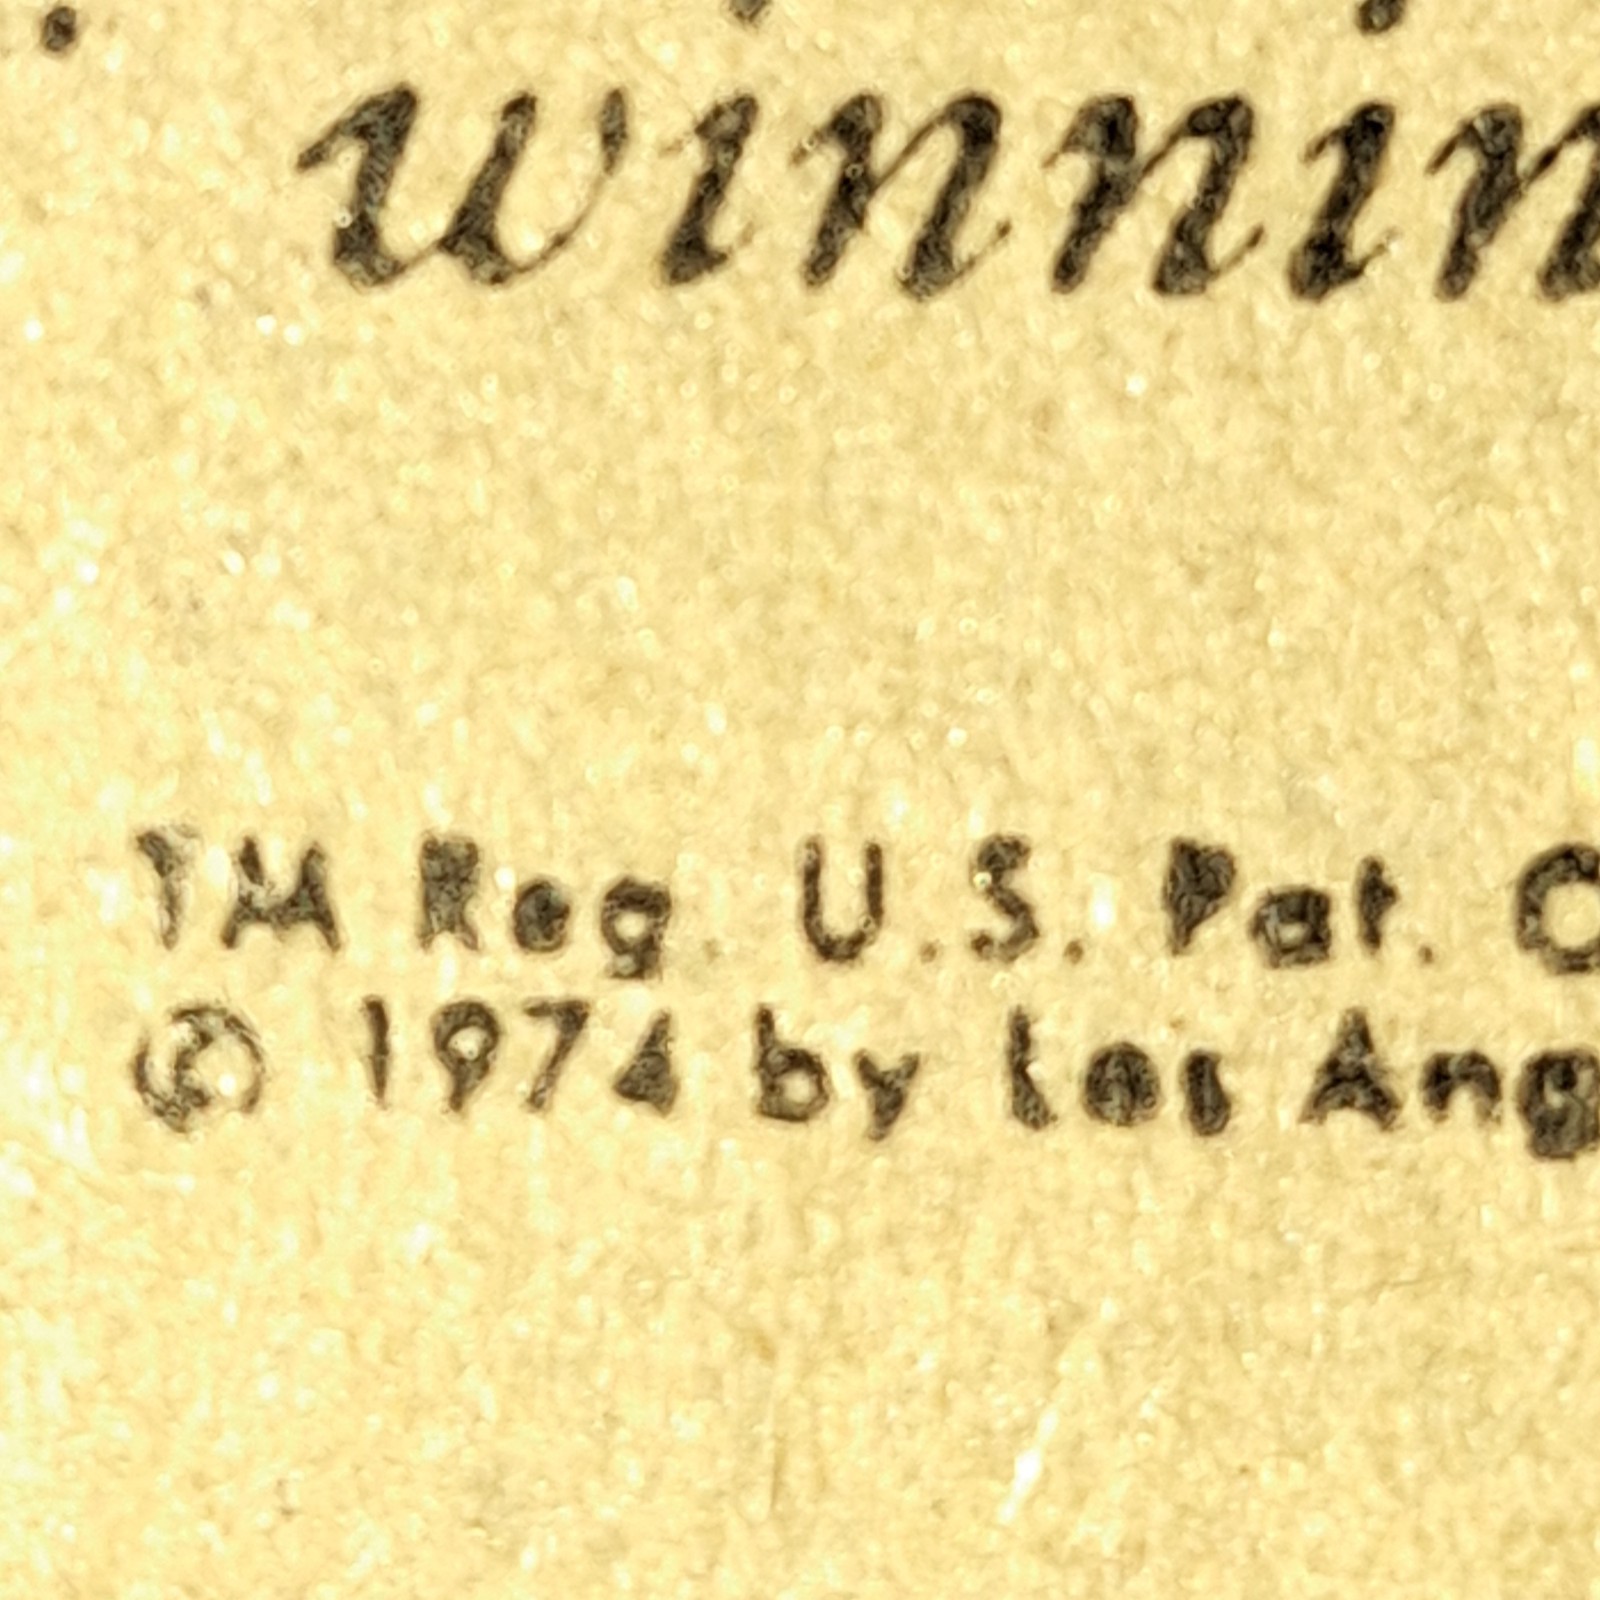 winnin
TM Reg. U.S. Pat. O
© 1974 by Los Ang